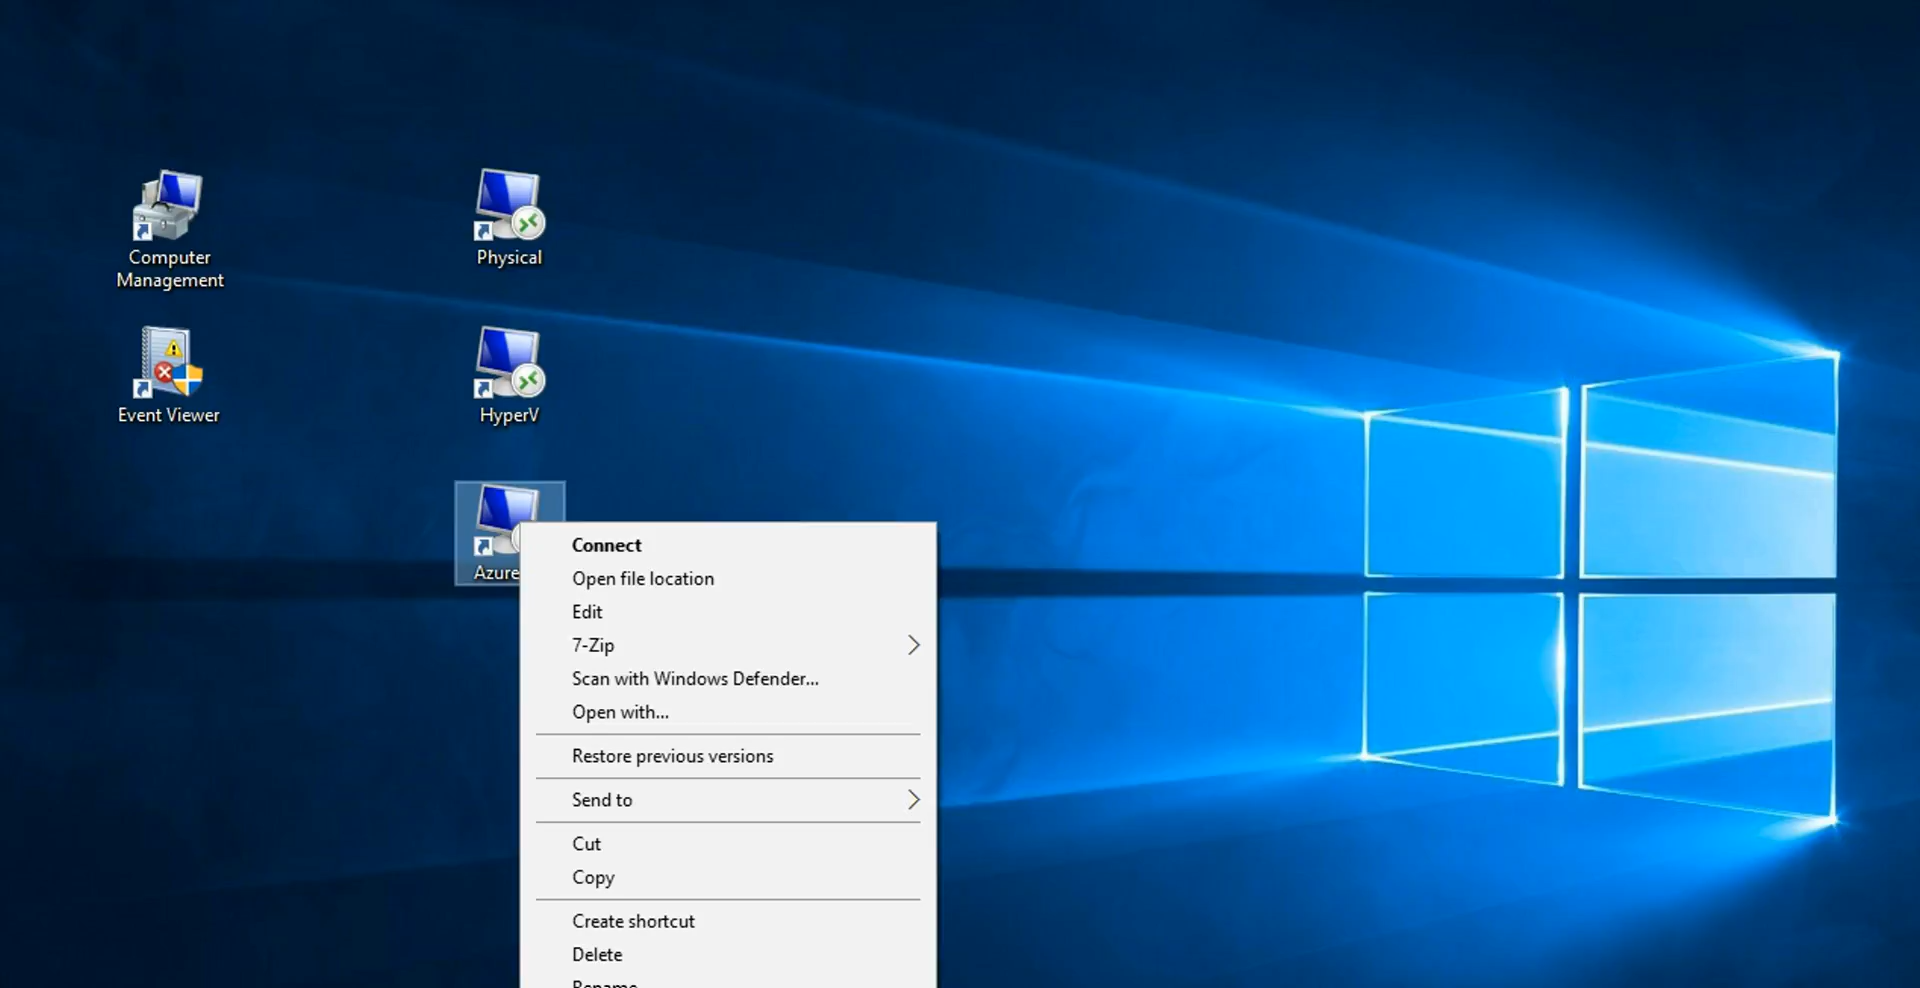 Computer
Management
Physical
Event Viewer
HyperV
Azure
Connect
Open file location
Edit
7-Zip
Scan with Windows Defender...
Open with...
Restore previous versions
Send to
Cut
Copy
Create shortcut
Delete
Rename